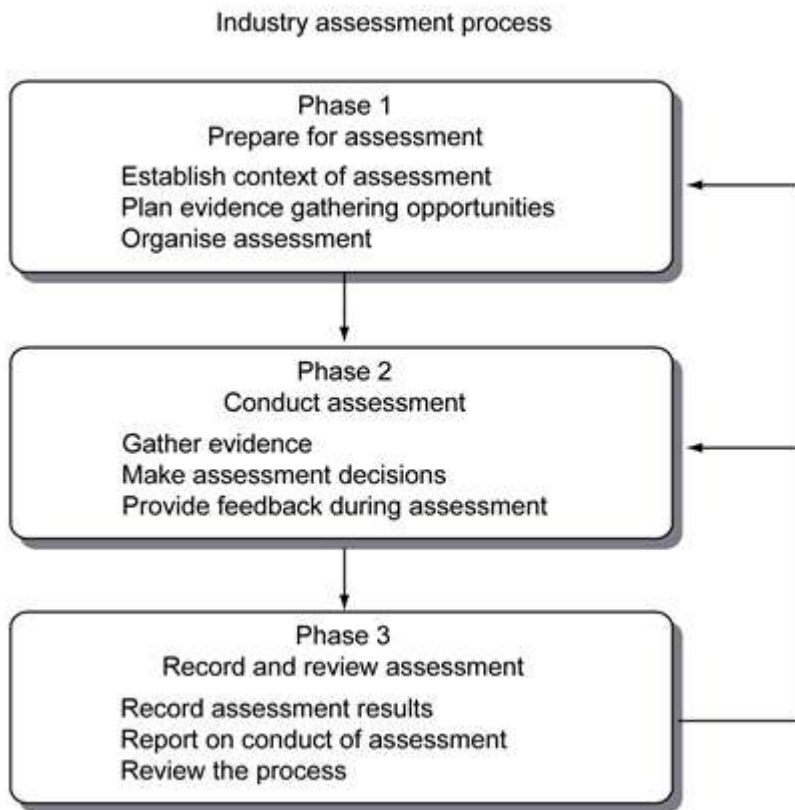 Industry assessment process
Phase 1
Prepare for assessment
Establish context of assessment
Plan evidence gathering opportunities
Organise assessment
Phase 2
Conduct assessment
Gather evidence
Make assessment decisions
Provide feedback during assessment
Phase 3
Record and review assessment
Record assessment results
Report on conduct of assessment
Review the process